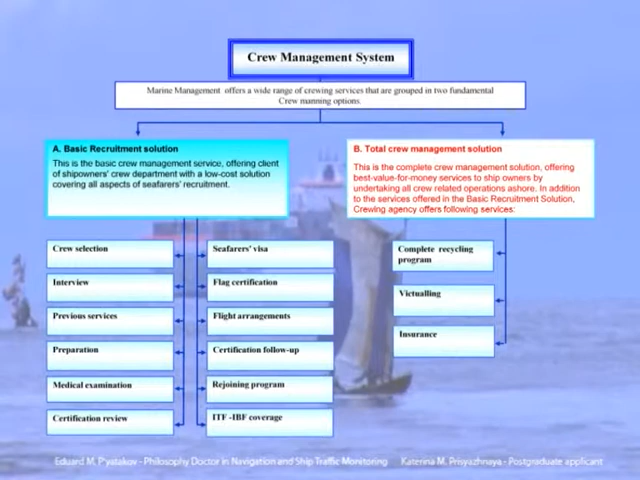 Crew Management System
Marine Management offers a wide range of crewing services that are grouped in two fundamental
Crew manning options.
A. Basic Recruitment solution
This is the basic crew management service, offering client
of shipowners' crew department with a low-cost solution
covering all aspects of seafarers' recruitment.
B. Total crew management solution
This is the complete crew management solution, offering
best-value-for-money services to ship owners by
undertaking all crew related operations ashore. In addition
to the services offered in the Basic Recruitment Solution,
Crewing agency offers following services:
Crew selection
Interview
Previous services
Preparation
Medical examination
Certification review
Seafarers' visa
Flag certification
Flight arrangements
Certification follow-up
Rejoining program
ITF -IBF coverage
Complete recycling
program
Victualling
Insurance
Eduard M. Pyatakov - Philosophy Doctor in Navigation and Ship Traffic Monitoring Katerina M. Prisyazhnaya - Postgraduate applicant